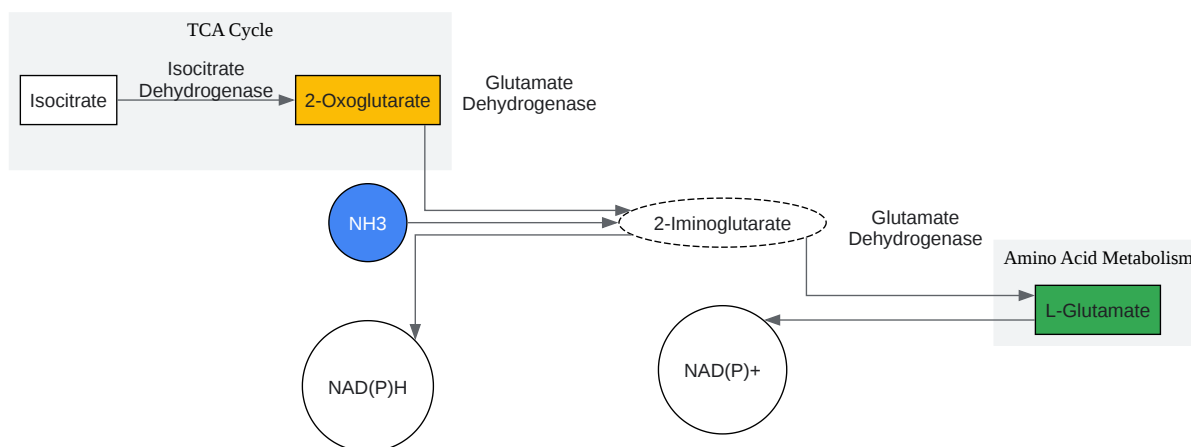 TCA Cycle
Isocitrate
Dehydrogenase
Isocitrate
2-Oxoglutarate
Glutamate
Dehydrogenase
NH3
2-Iminoglutarate
Glutamate
Dehydrogenase
Amino Acid Metabolism
L-Glutamate
NAD(P)H
NAD(P)+